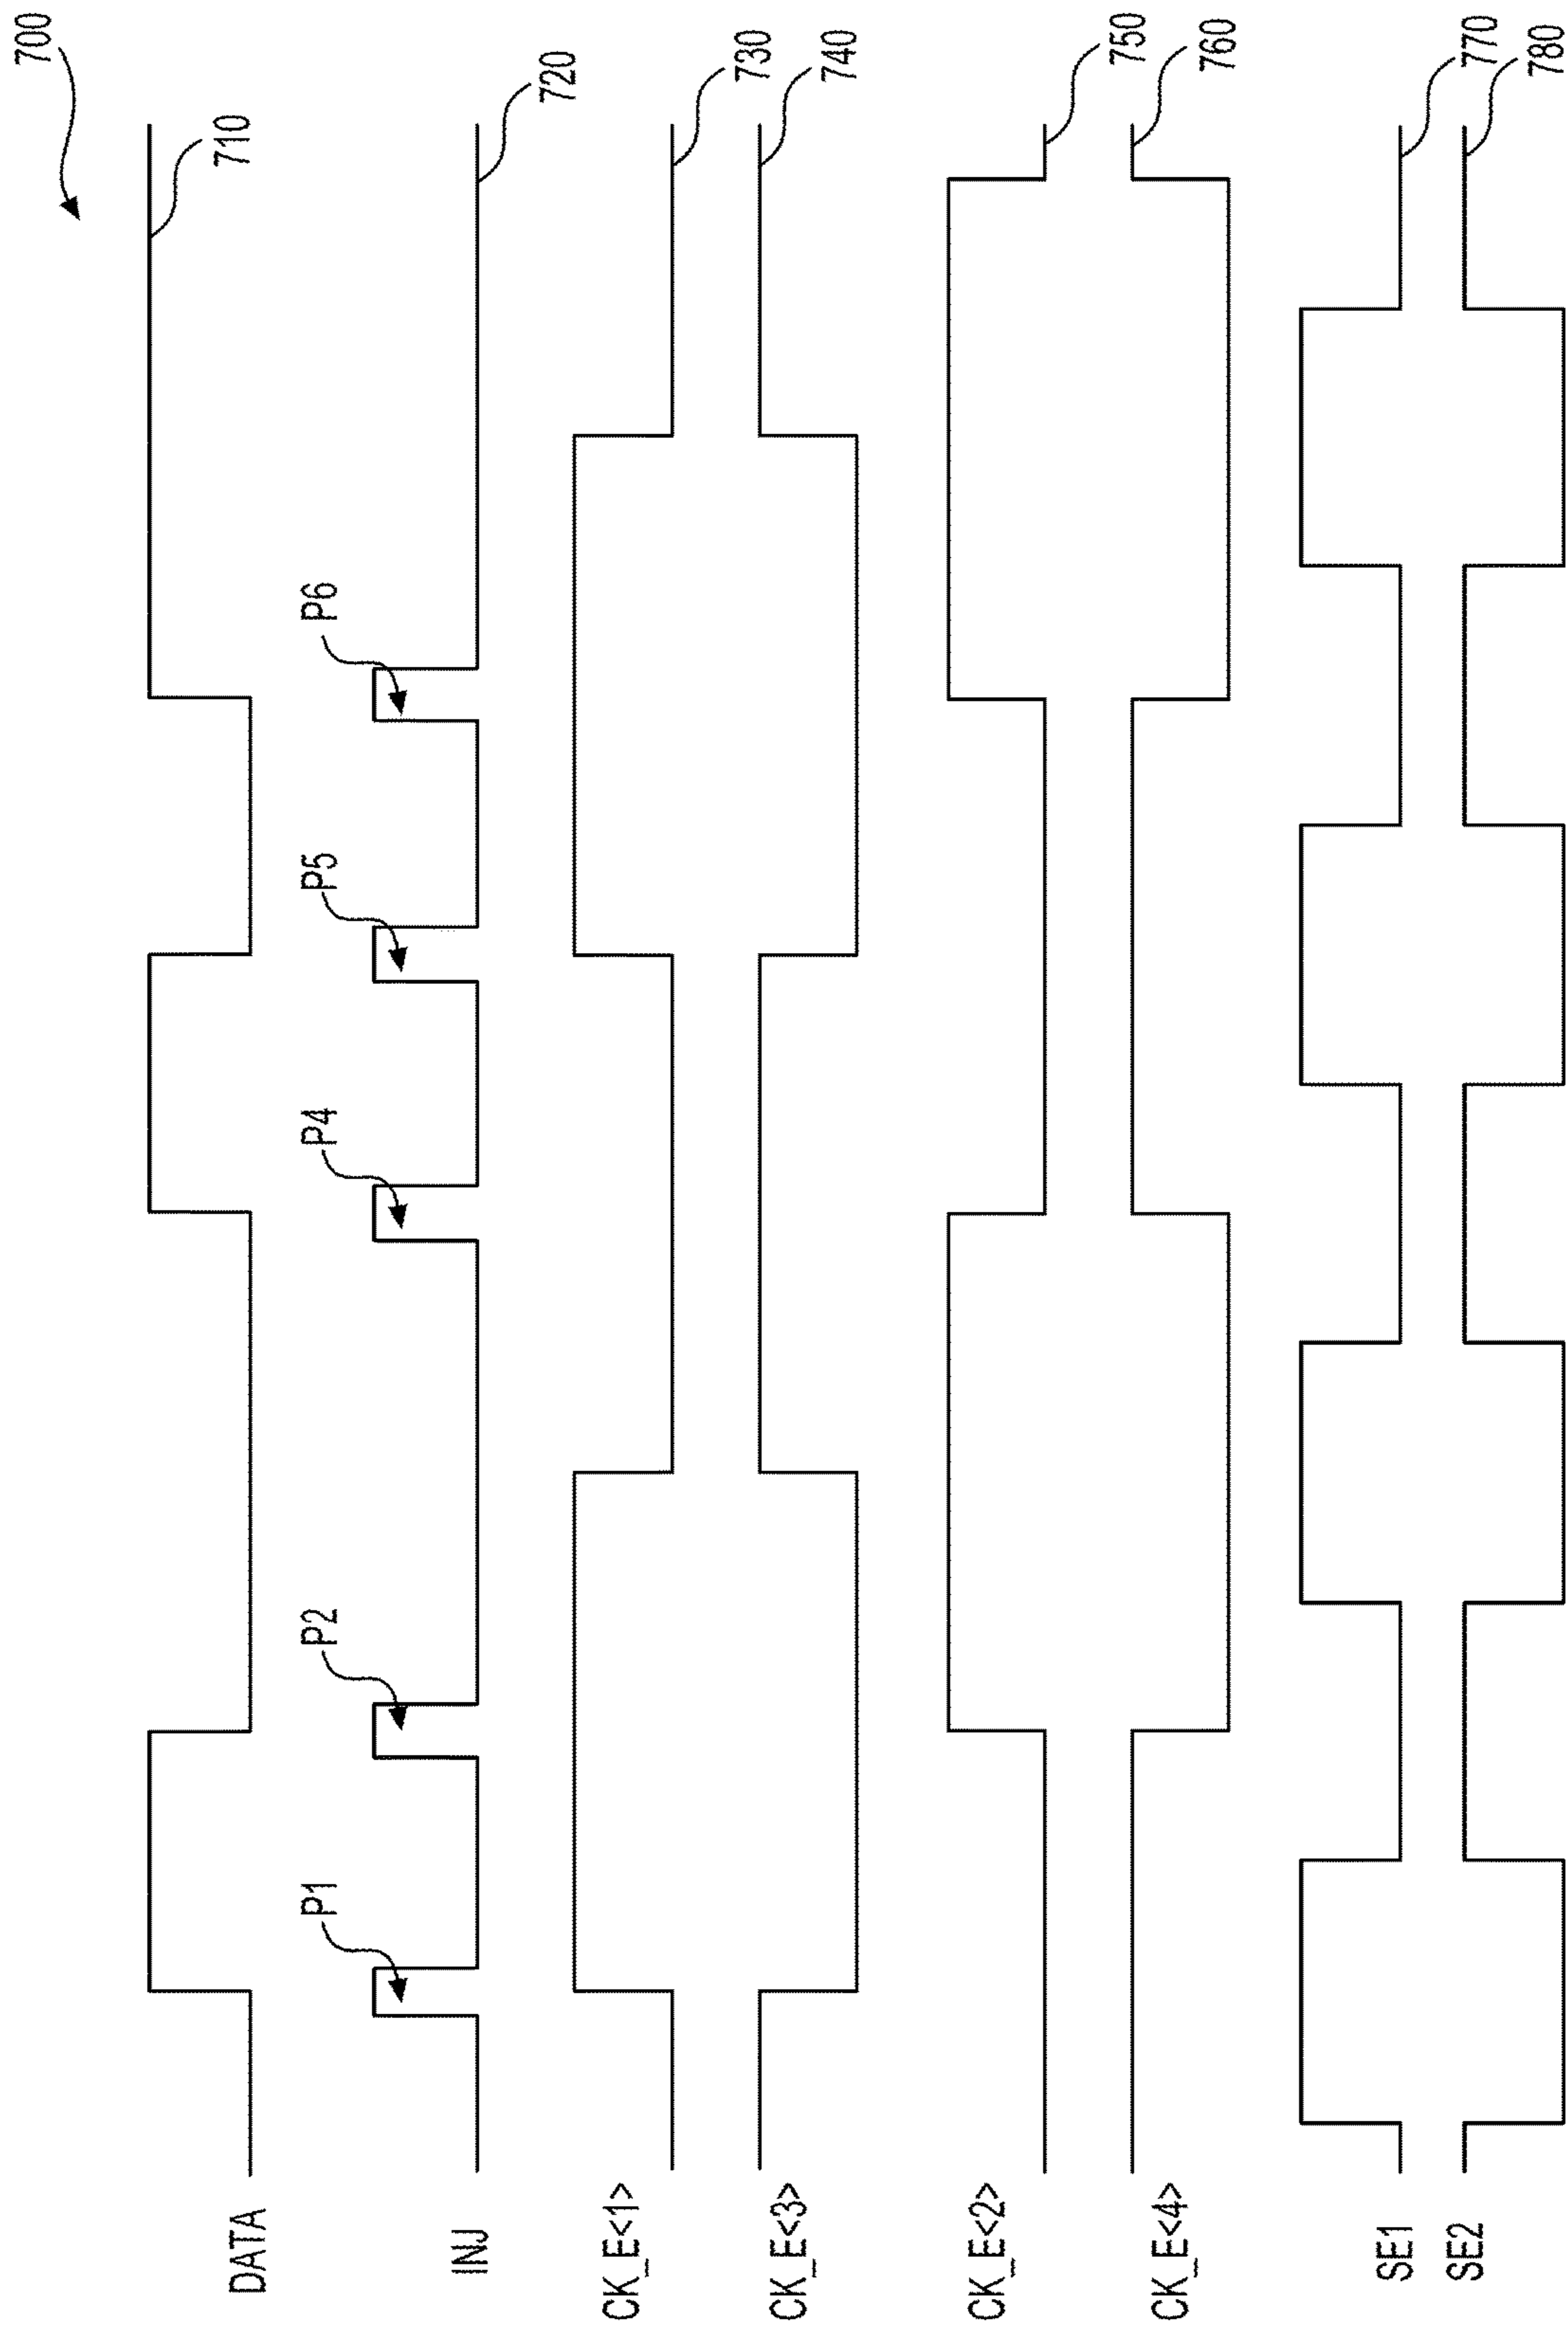 700
DATA
710
INJ
P1
P2
P4
P5
P6
720
CK_E<1>
730
CK_E<3>
740
CK_E<2>
750
CK_E<4>
760
SE1
770
SE2
780